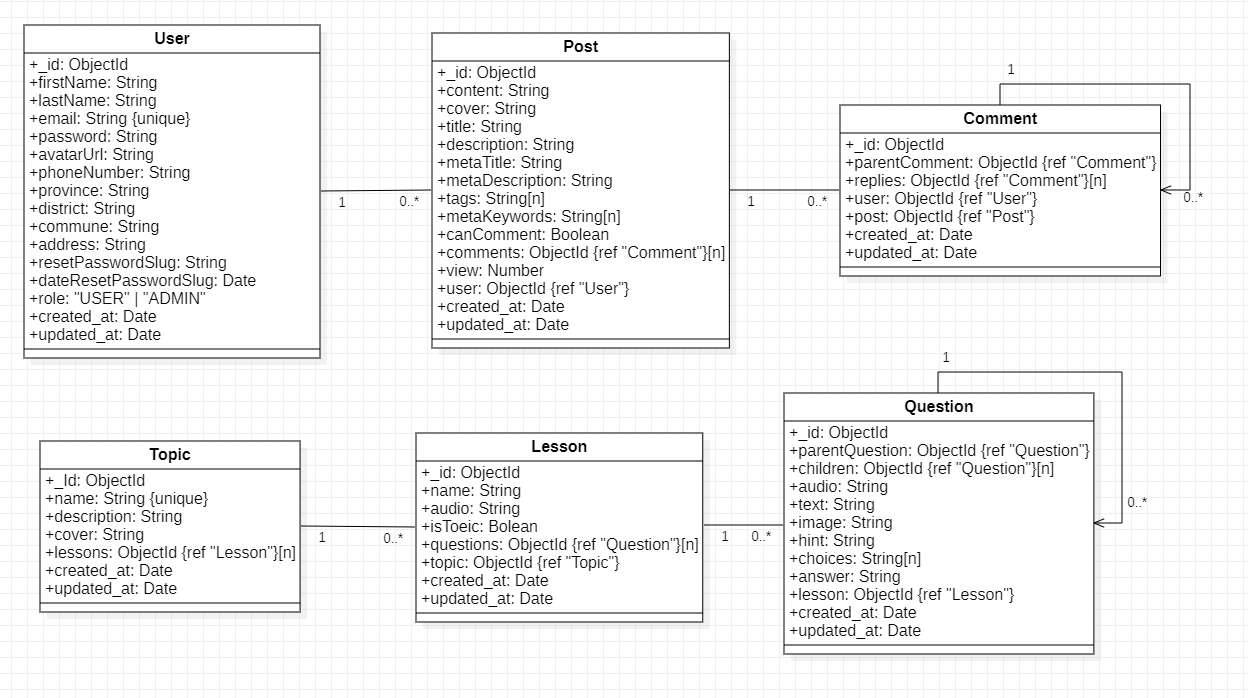 User
+_id: ObjectId
+firstName: String
+lastName: String
+email: String {unique}
+password: String
+avatarUrl: String
+phoneNumber: String
+province: String
+district: String
+commune: String
+address: String
+resetPasswordSlug: String
+dateResetPasswordSlug: Date
+role: "USER" | "ADMIN"
+created_at: Date
+updated_at: Date
1
0..*
Post
+_id: ObjectId
+content: String
+cover: String
+title: String
+description: String
+metaTitle: String
+metaDescription: String
+tags: String[n]
+metaKeywords: String[n]
+canComment: Boolean
+comments: ObjectId {ref "Comment"}[n]
+view: Number
+user: ObjectId {ref "User"}
+created_at: Date
+updated_at: Date
1
0..*
1
Comment
+_id: ObjectId
+parentComment: ObjectId {ref "Comment"}
+replies: ObjectId {ref "Comment"}[n]
+user: ObjectId {ref "User"}
+post: ObjectId {ref "Post"}
+created_at: Date
+updated_at: Date
0..*
Topic
+_Id: ObjectId
+name: String {unique}
+description: String
+cover: String
+lessons: ObjectId {ref "Lesson"}[n]
+created_at: Date
+updated_at: Date
1
0..*
Lesson
+_id: ObjectId
+name: String
+audio: String
+isToeic: Bolean
+questions: ObjectId {ref "Question"}[n]
+topic: ObjectId {ref "Topic"}
+created_at: Date
+updated_at: Date
1
0..*
1
Question
+_id: ObjectId
+parentQuestion: ObjectId {ref "Question"}
+children: ObjectId {ref "Question"}[n]
+audio: String
+text: String
+image: String
+hint: String
+choices: String[n]
+answer: String
+lesson: ObjectId {ref "Lesson"}
+created_at: Date
+updated_at: Date
0..*